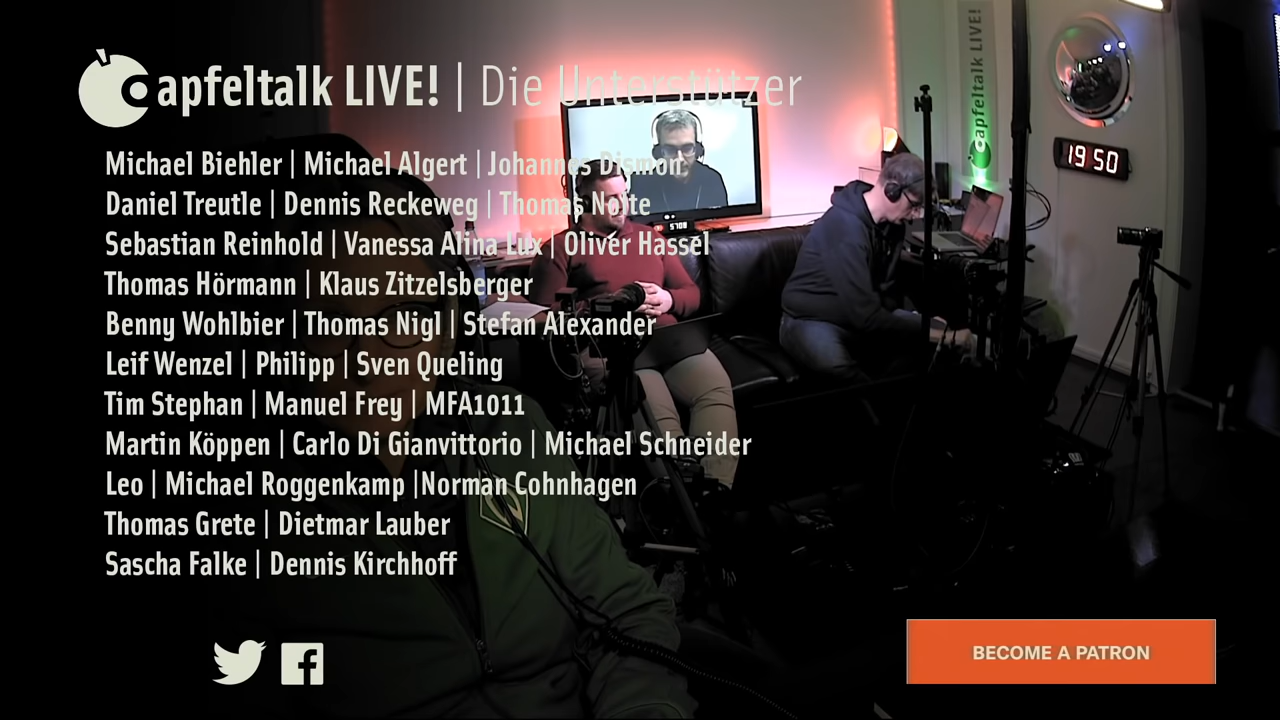 apfeltalk LIVE! | Die Unterstützer
Michael Biehler | Michael Algert | Johannes Dismon
Daniel Treutle | Dennis Reckeweg | Thomas Nolte
Sebastian Reinhold | Vanessa Alina Lux | Oliver Hassel
Thomas Hörmann | Klaus Zitzelsberger
Benny Wohlbier | Thomas Nigl | Stefan Alexander
Leif Wenzel | Philipp | Sven Queling
Tim Stephan | Manuel Frey | MFA1011
Martin Köppen | Carlo Di Gianvittorio | Michael Schneider
Leo | Michael Roggenkamp |Norman Cohnhagen
Thomas Grete | Dietmar Lauber
Sascha Falke | Dennis Kirchhoff
apfeltalk LIVE!
19 50
BECOME A PATRON